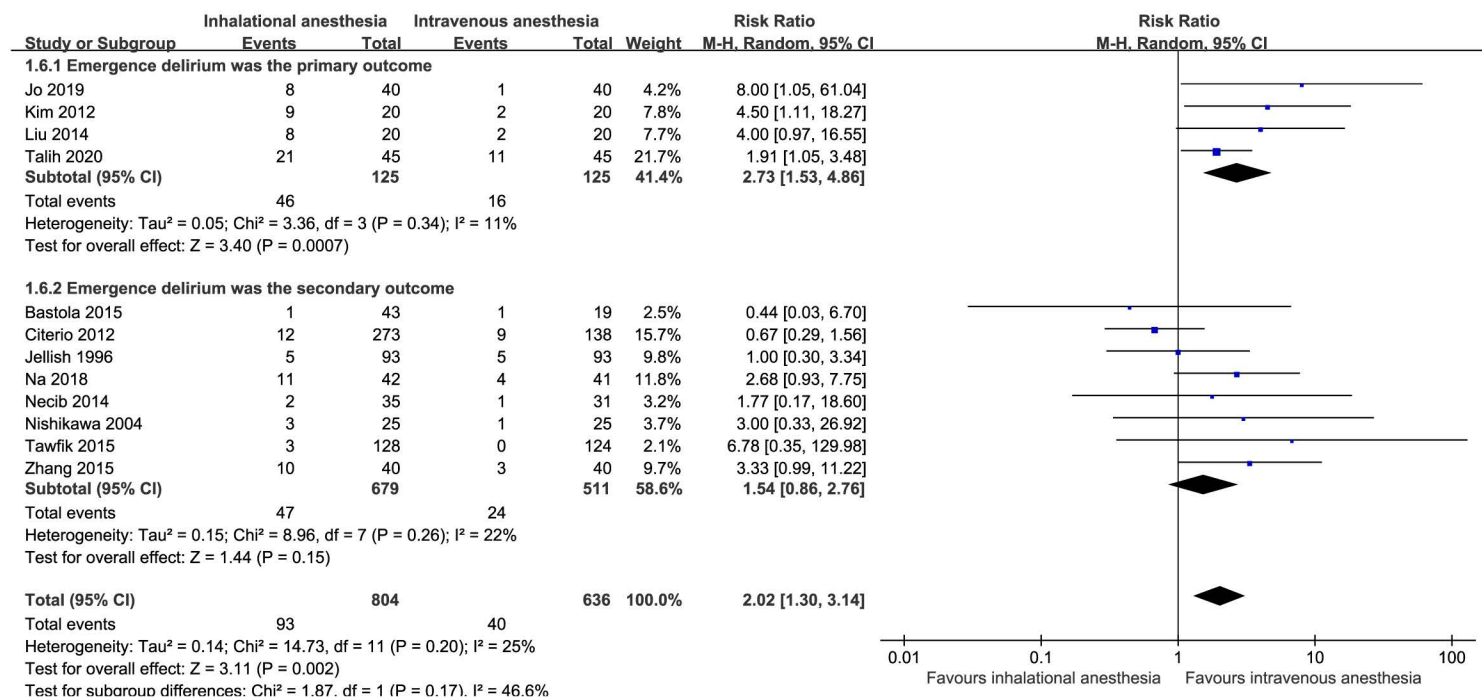 Inhalational anesthesia Intravenous anesthesia Risk Ratio Risk Ratio
Study or Subgroup Events Total Events Total Weight M-H, Random, 95% CI M-H, Random, 95% CI
1.6.1 Emergence delirium was the primary outcome
Jo 2019 8 40 1 40 4.2% 8.00 [1.05, 61.04]
Kim 2012 9 20 2 20 7.8% 4.50 [1.11, 18.27]
Liu 2014 8 20 2 20 7.7% 4.00 [0.97, 16.55]
Talih 2020 21 45 11 45 21.7% 1.91 [1.05, 3.48]
Subtotal (95% CI) 125 125 41.4% 2.73 [1.53, 4.86]
Total events 46 16
Heterogeneity: Tau² = 0.05; Chi² = 3.36, df = 3 (P = 0.34); I² = 11%
Test for overall effect: Z = 3.40 (P = 0.0007)
1.6.2 Emergence delirium was the secondary outcome
Bastola 2015 1 43 1 19 2.5% 0.44 [0.03, 6.70]
Citerio 2012 12 273 9 138 15.7% 0.67 [0.29, 1.56]
Jellish 1996 5 93 5 93 9.8% 1.00 [0.30, 3.34]
Na 2018 11 42 4 41 11.8% 2.68 [0.93, 7.75]
Necib 2014 2 35 1 31 3.2% 1.77 [0.17, 18.60]
Nishikawa 2004 3 25 1 25 3.7% 3.00 [0.33, 26.92]
Tawfik 2015 3 128 0 124 2.1% 6.78 [0.35, 129.98]
Zhang 2015 10 40 3 40 9.7% 3.33 [0.99, 11.22]
Subtotal (95% CI) 679 511 58.6% 1.54 [0.86, 2.76]
Total events 47 24
Heterogeneity: Tau² = 0.15; Chi² = 8.96, df = 7 (P = 0.26); I² = 22%
Test for overall effect: Z = 1.44 (P = 0.15)
Total (95% CI) 804 636 100.0% 2.02 [1.30, 3.14]
Total events 93 40
Heterogeneity: Tau² = 0.14; Chi² = 14.73, df = 11 (P = 0.20); I² = 25%
Test for overall effect: Z = 3.11 (P = 0.002)
Test for subgroup differences: Chi² = 1.87, df = 1 (P = 0.17), I² = 46.6%
0.01 0.1 1 10 100
Favours inhalational anesthesia Favours intravenous anesthesia